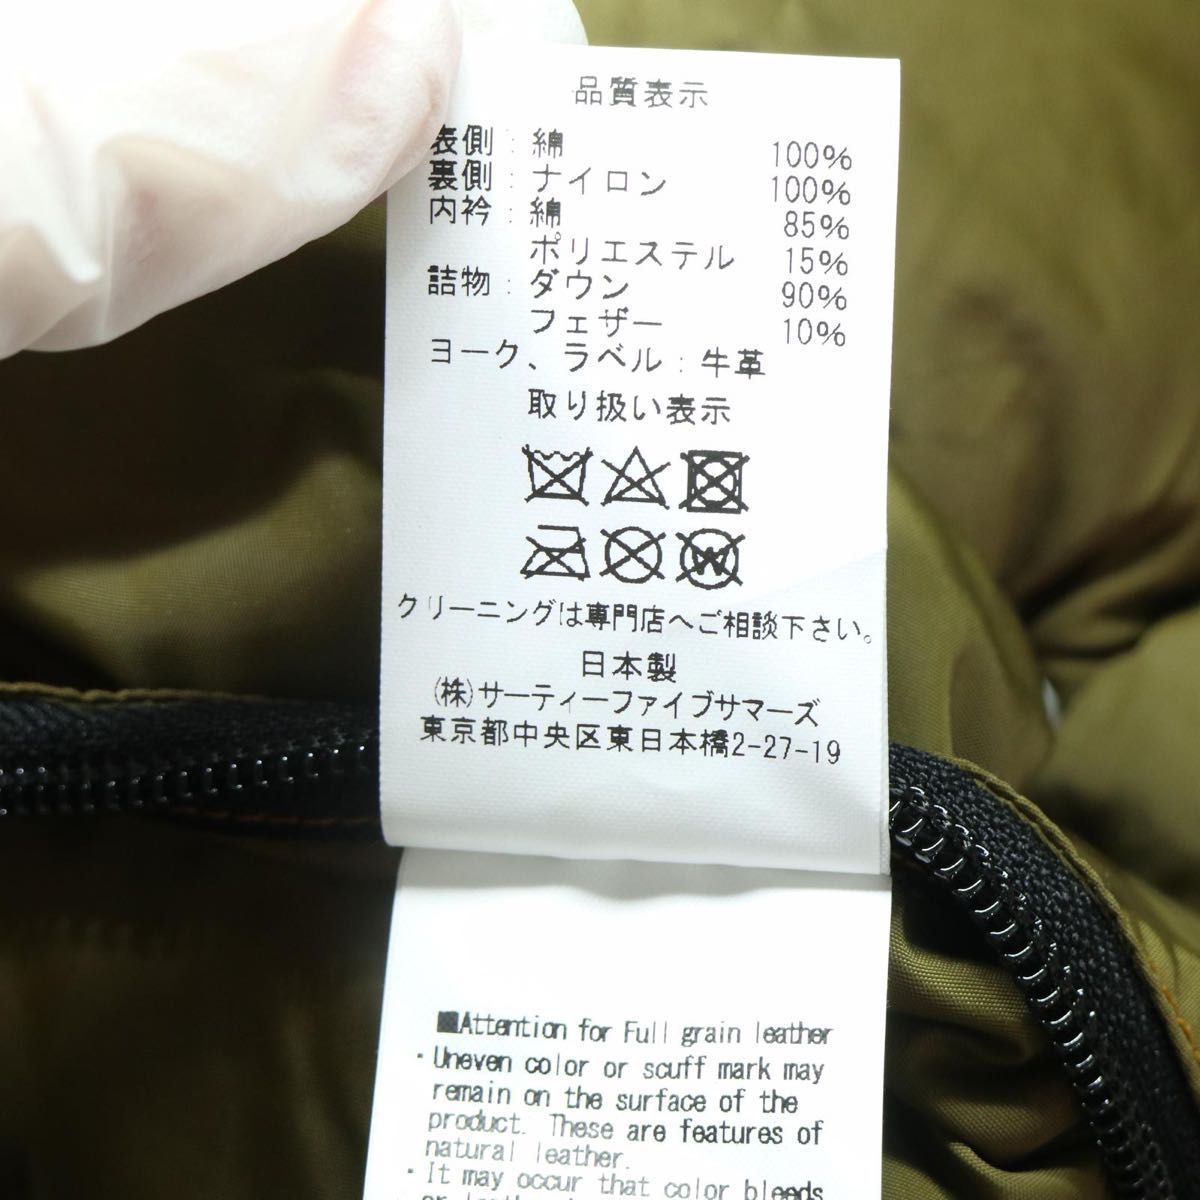 品質表示
表側：綿 100%
裏側：ナイロン 100%
内衿：綿 85%
ポリエステル 15%
詰物：ダウン 90%
フェザー 10%
ヨーク、ラベル：牛革
取り扱い表示
W
クリーニングは専門店へご相談下さい。
日本製
(株)サーティーファイブサマーズ
東京都中央区東日本橋2-27-19
■Attention for Full grain leather
・Uneven color or scuff mark may
remain on the surface of the
product. These are features of
natural leather.
・It may occur that color bleeds
or